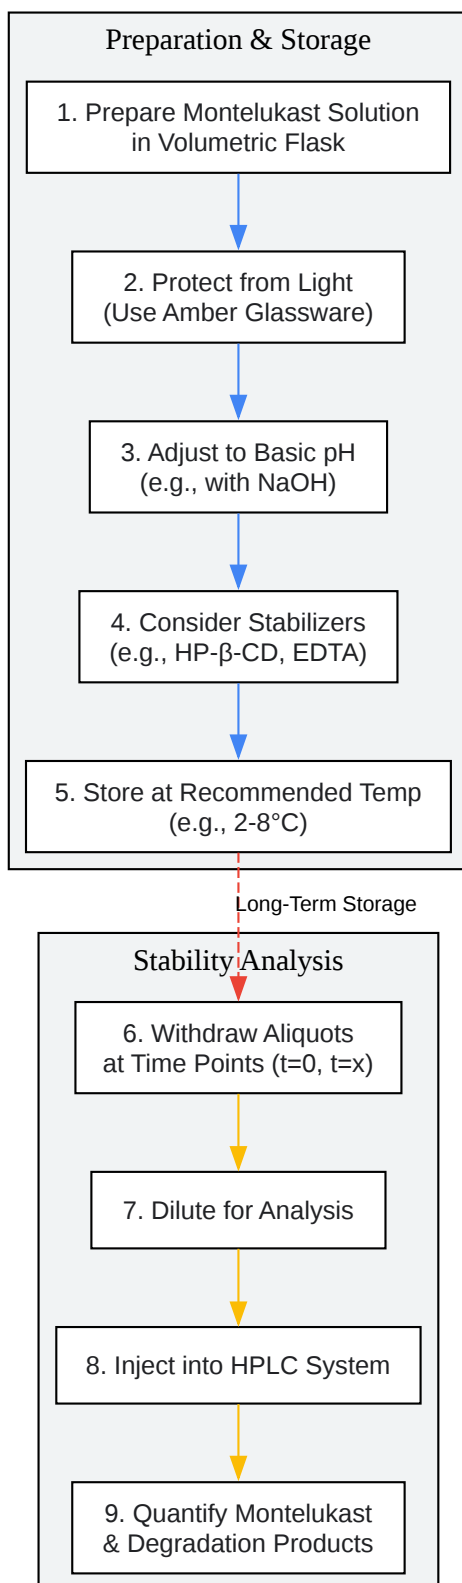 Preparation & Storage
1. Prepare Montelukast Solution
in Volumetric Flask
2. Protect from Light
(Use Amber Glassware)
3. Adjust to Basic pH
(e.g., with NaOH)
4. Consider Stabilizers
(e.g., HP-β-CD, EDTA)
5. Store at Recommended Temp
(e.g., 2-8°C)
Long-Term Storage
Stability Analysis
6. Withdraw Aliquots
at Time Points (t=0, t=x)
7. Dilute for Analysis
8. Inject into HPLC System
9. Quantify Montelukast
& Degradation Products